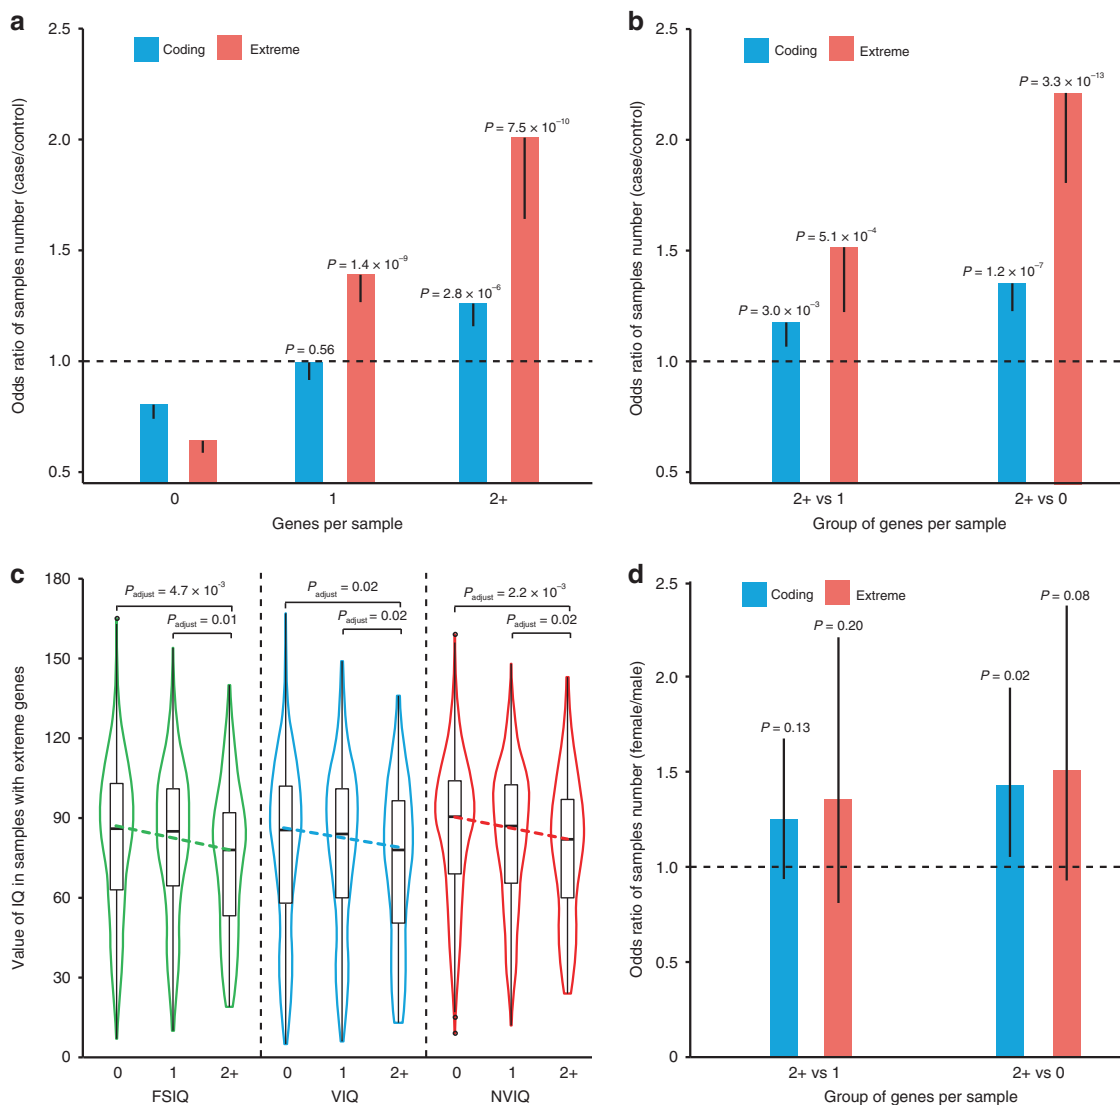 a
Coding
Extreme
Odds ratio of samples number (case/control)
2.5
2.0
1.5
1.0
0.5
P = 0.56
P = 1.4 × 10⁻⁹
P = 2.8 × 10⁻⁶
P = 7.5 × 10⁻¹⁰
0 1 2+
Genes per sample
b
Coding
Extreme
Odds ratio of samples number (case/control)
2.5
2.0
1.5
1.0
0.5
P = 3.0 × 10⁻³
P = 5.1 × 10⁻⁴
P = 1.2 × 10⁻⁷
P = 3.3 × 10⁻¹³
2+ vs 1 2+ vs 0
Group of genes per sample
c
Value of IQ in samples with extreme genes
180
150
120
90
60
30
0
Padjust = 4.7 × 10⁻³
Padjust = 0.01
Padjust = 0.02
Padjust = 0.02
Padjust = 2.2 × 10⁻³
Padjust = 0.02
0 1 2+ 0 1 2+ 0 1 2+
FSIQ VIQ NVIQ
d
Coding
Extreme
Odds ratio of samples number (female/male)
2.5
2.0
1.5
1.0
0.5
0
P = 0.13
P = 0.20
P = 0.02
P = 0.08
2+ vs 1 2+ vs 0
Group of genes per sample